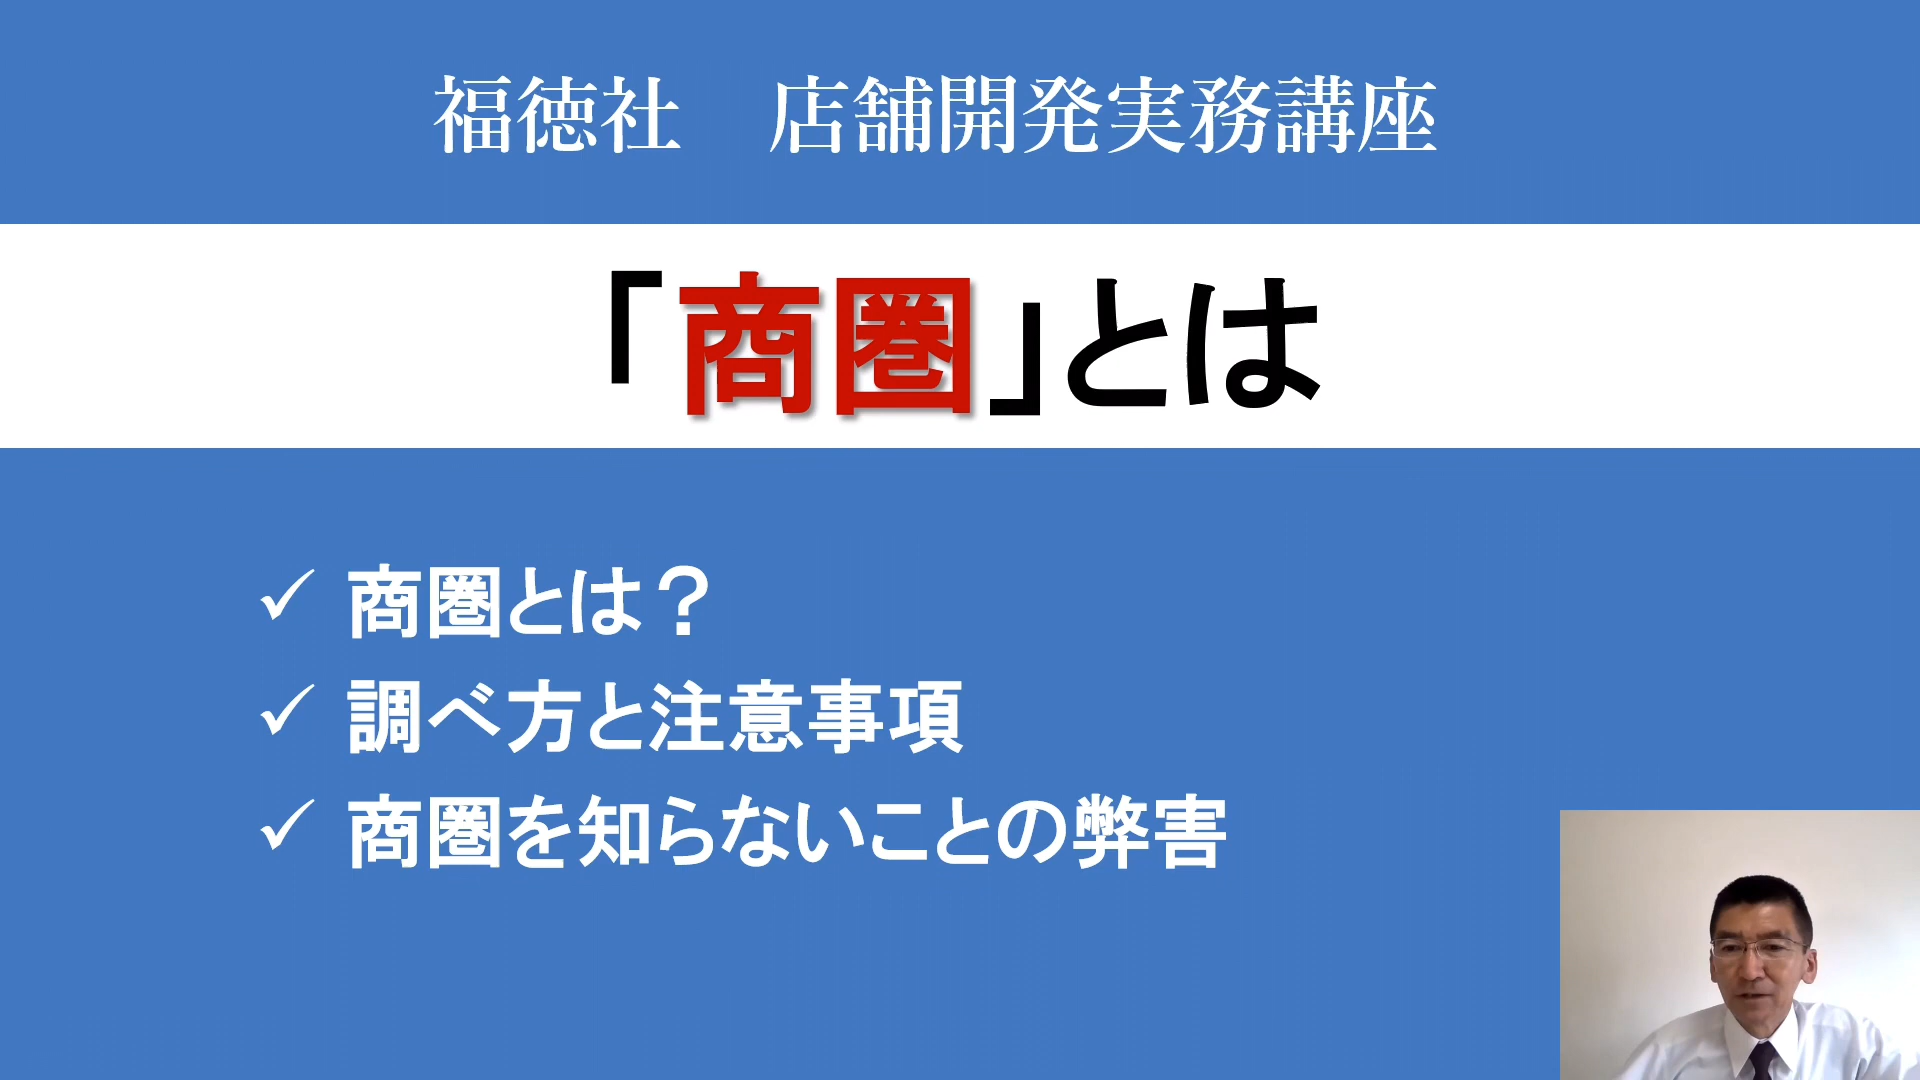 福徳社　店舗開発実務講座
「商圏」とは
✓ 商圏とは？
✓ 調べ方と注意事項
✓ 商圏を知らないことの弊害